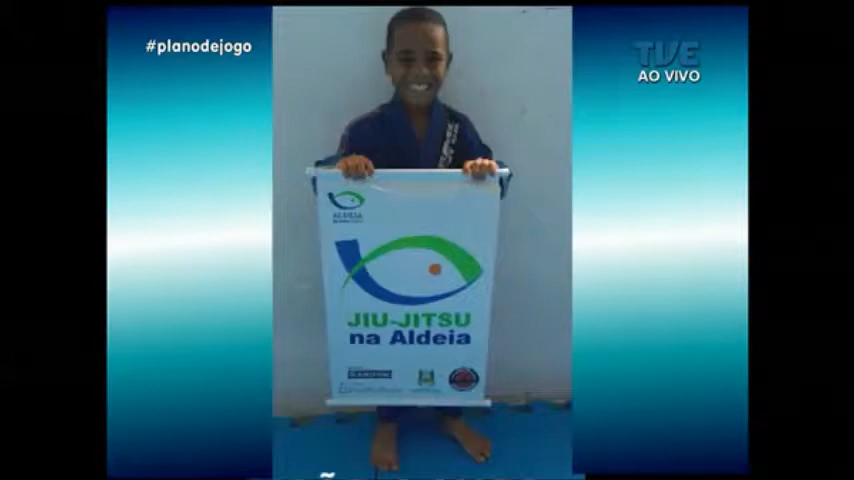 #planodejogo
TVE
AO VIVO
ALDEIA
JIU-JITSU
na Aldeia